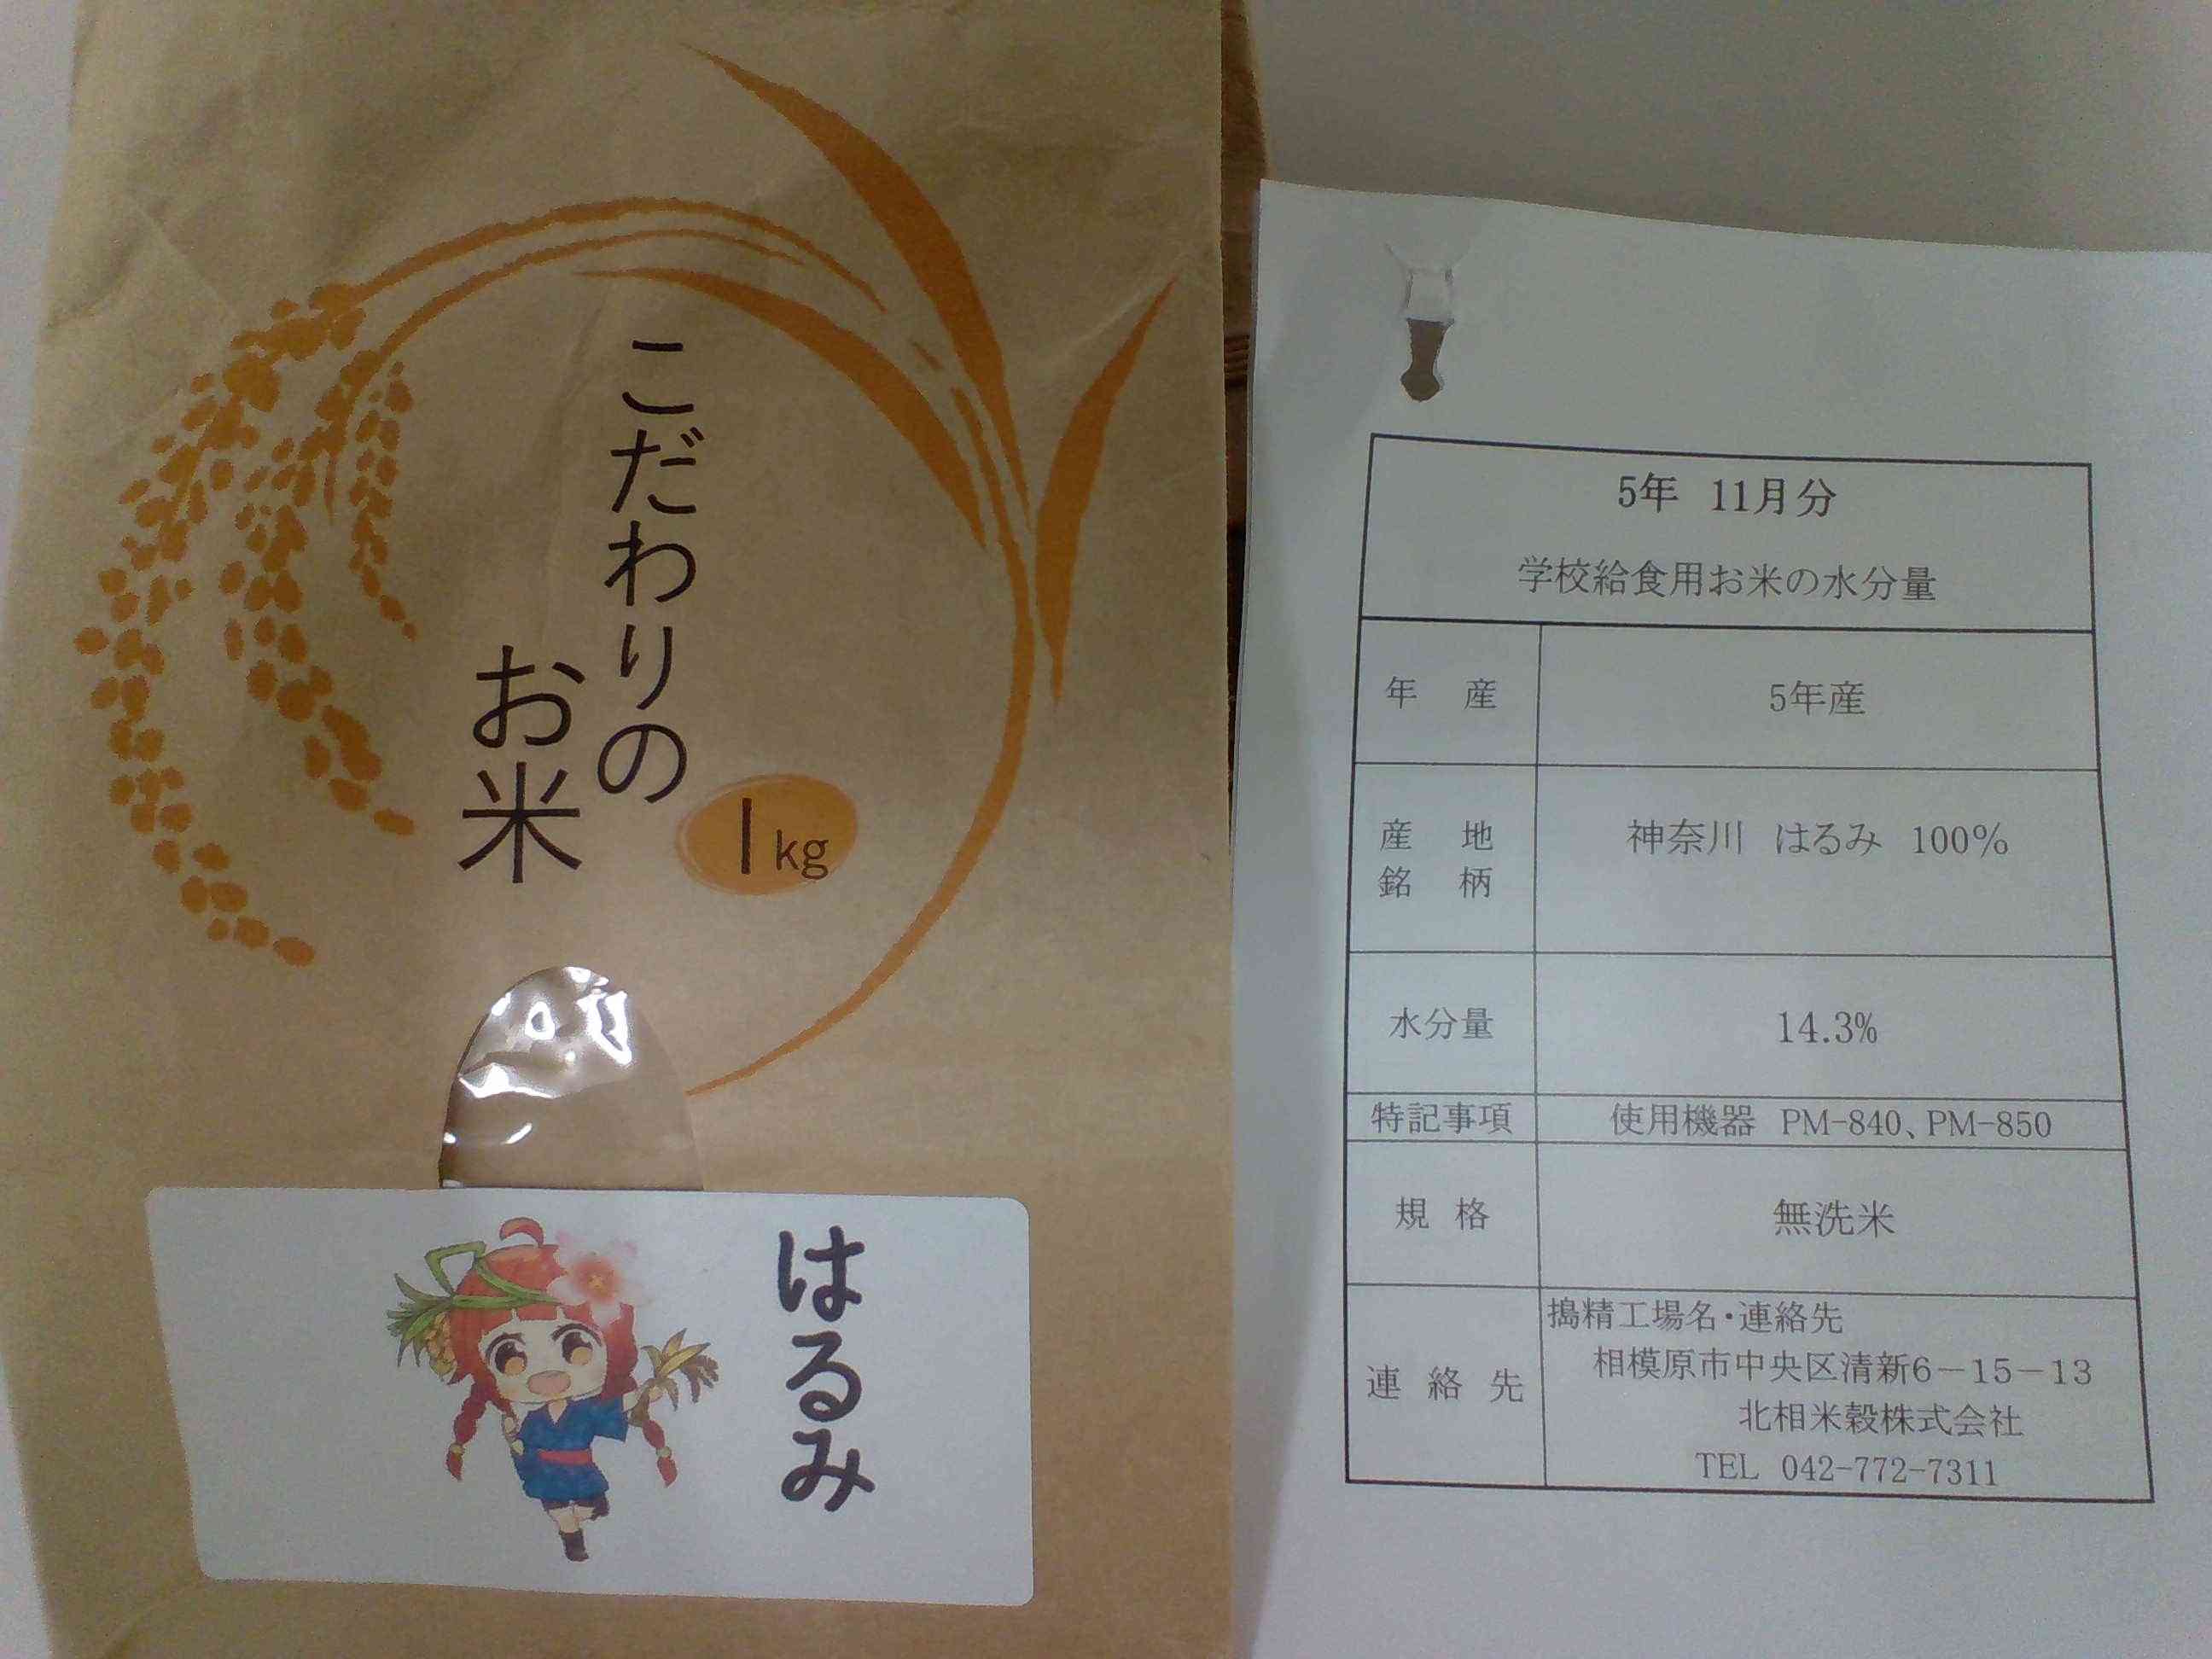 こだわりの
お米
1kg
はるみ
5年 11月分
学校給食用お米の水分量
年 産
5年産
産 地
銘 柄
神奈川 はるみ 100%
水分量
14.3%
特記事項
使用機器 PM-840、PM-850
規 格
無洗米
連 絡 先
搗精工場名・連絡先
相模原市中央区清新6-15-13
北相米穀株式会社
TEL 042-772-7311